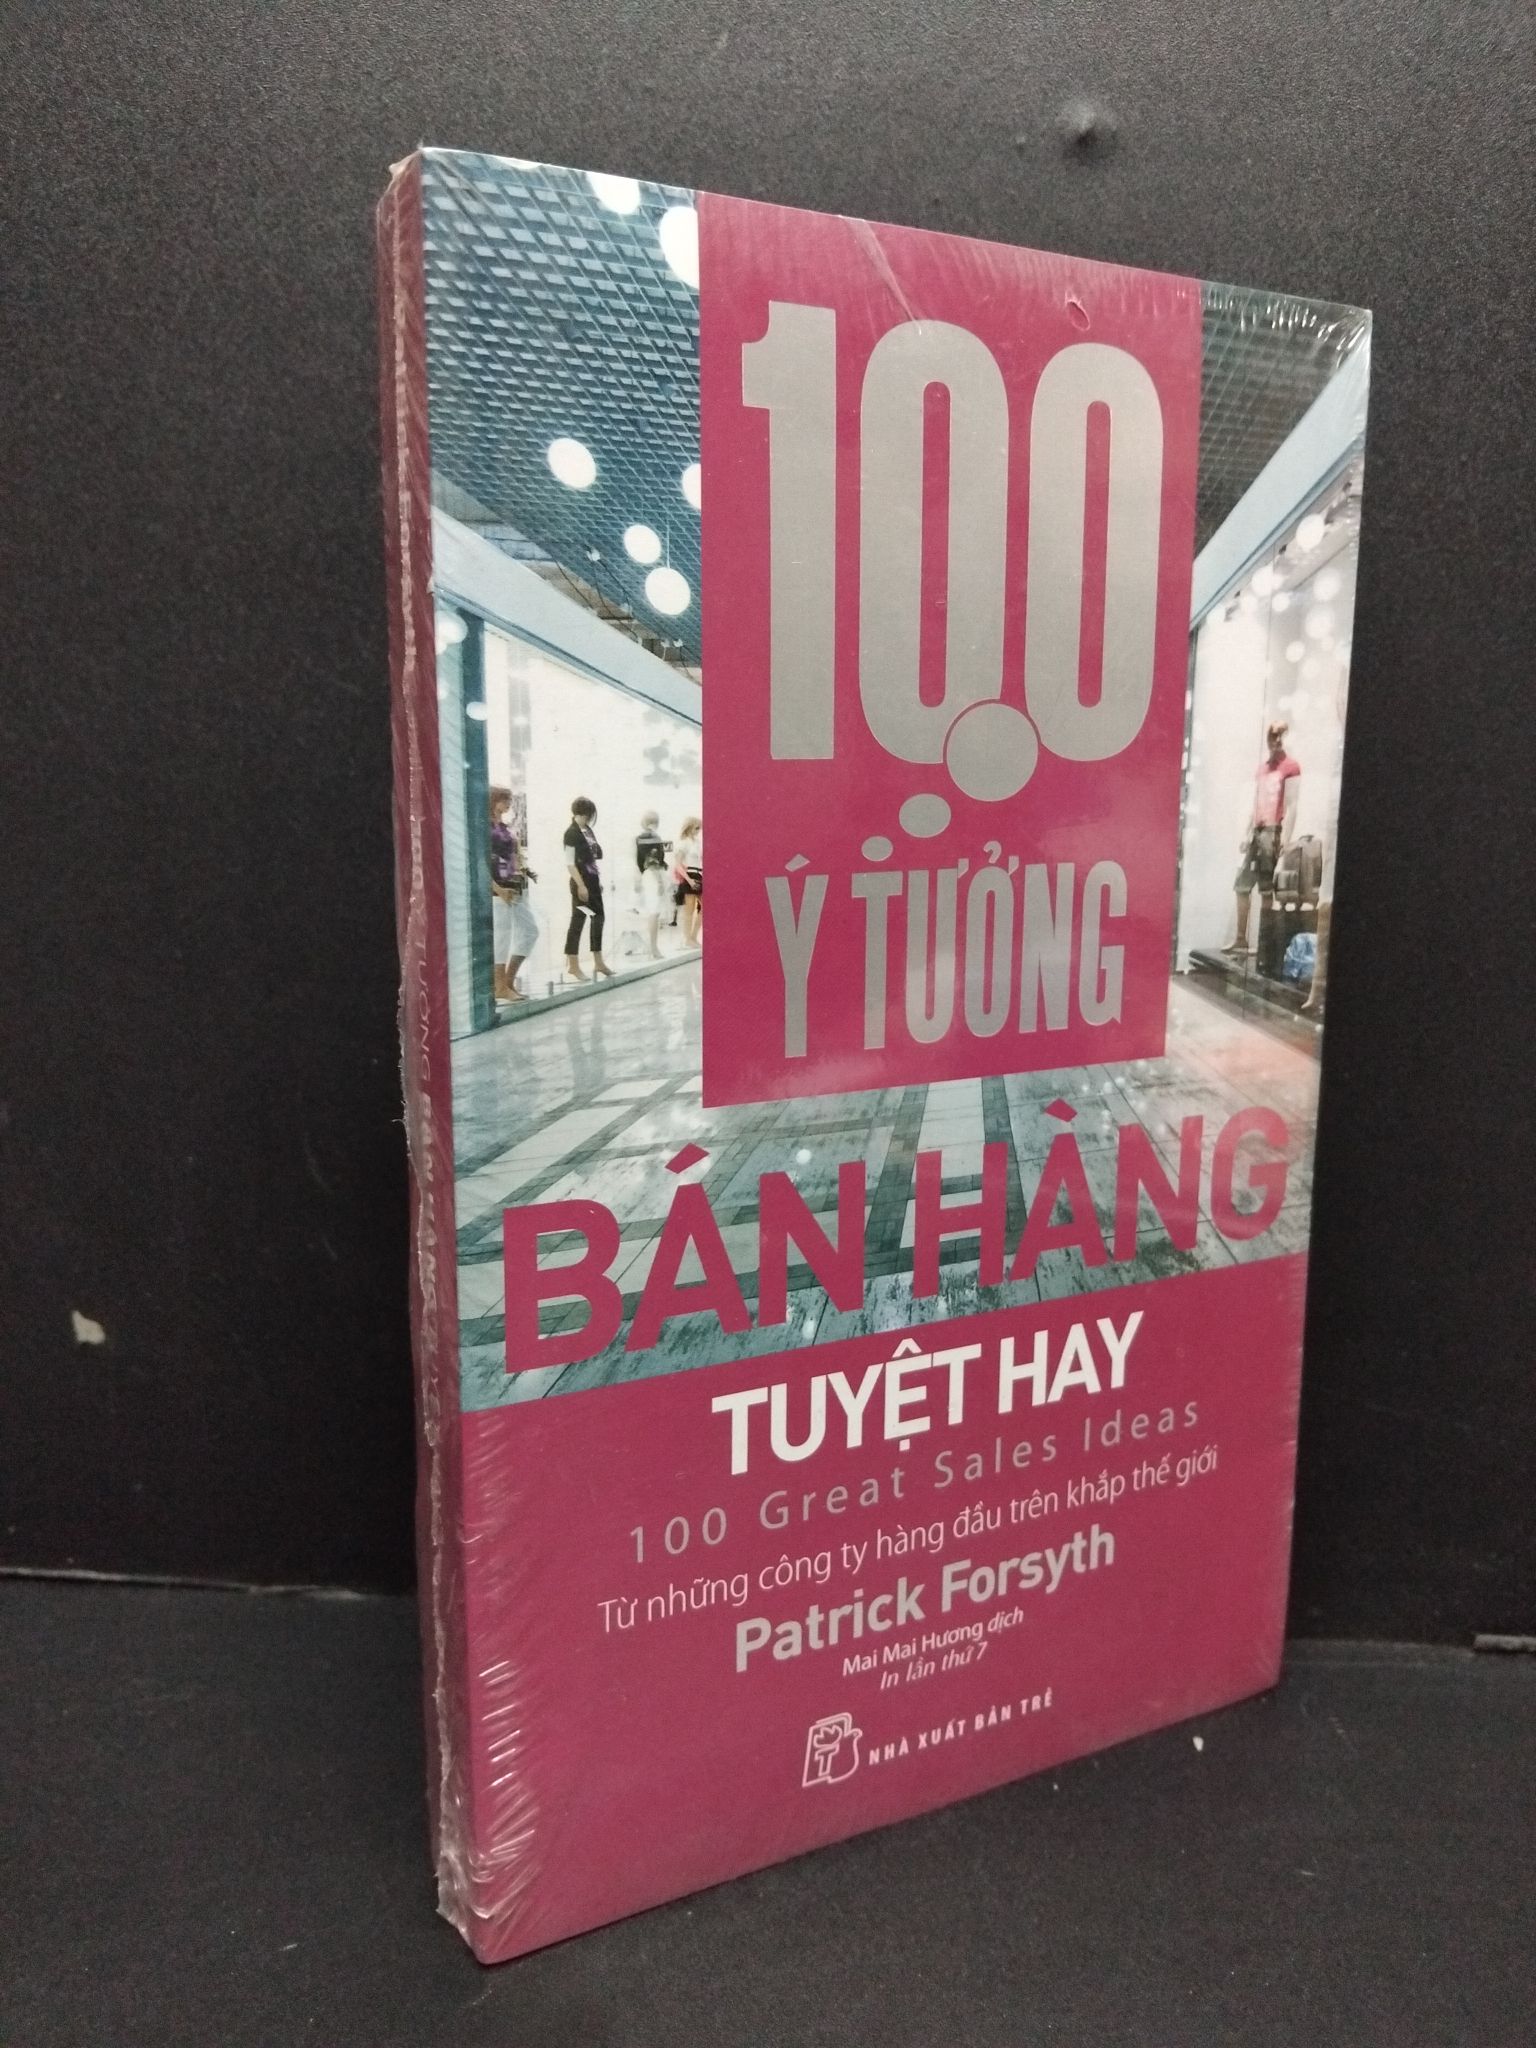 100
Ý TƯỞNG
BÁN HÀNG
TUYỆT HAY
100 Great Sales Ideas
Từ những công ty hàng đầu trên khắp thế giới
Patrick Forsyth
Mai Mai Hương dịch
In lần thứ 7
NHÀ XUẤT BẢN TRẺ